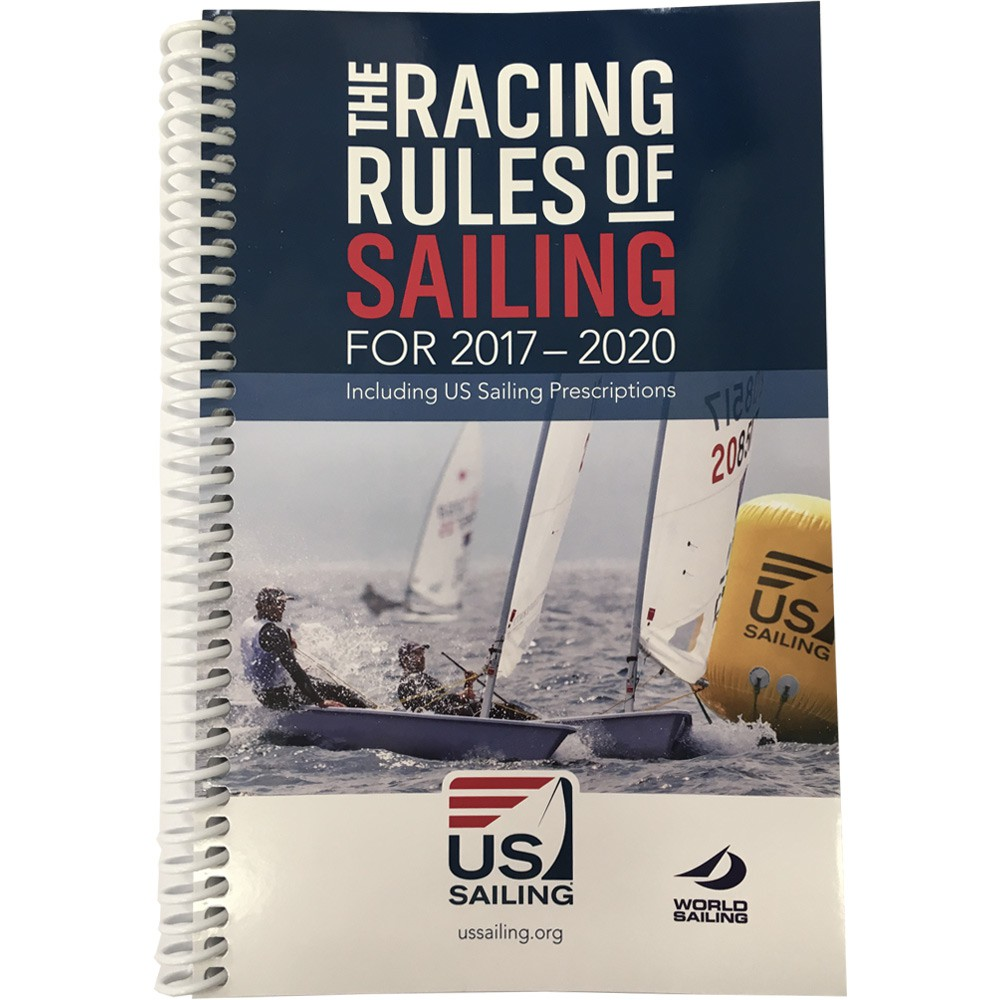 THE RACING
RULES OF
SAILING
FOR 2017 – 2020
Including US Sailing Prescriptions
US
SAILING
US
SAILING
ussailing.org
WORLD
SAILING